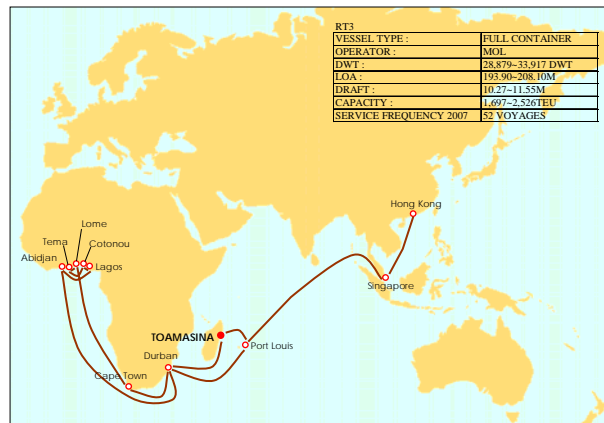 RT3
VESSEL TYPE : FULL CONTAINER
OPERATOR : MOL
DWT : 28,879~33,917 DWT
LOA : 193.90~208.10M
DRAFT : 10.27~11.55M
CAPACITY : 1,697~2,526TEU
SERVICE FREQUENCY 2007 52 VOYAGES
Hong Kong
Lome
Tema
Cotonou
Abidjan
Lagos
Singapore
TOAMASINA
Port Louis
Durban
Cape Town